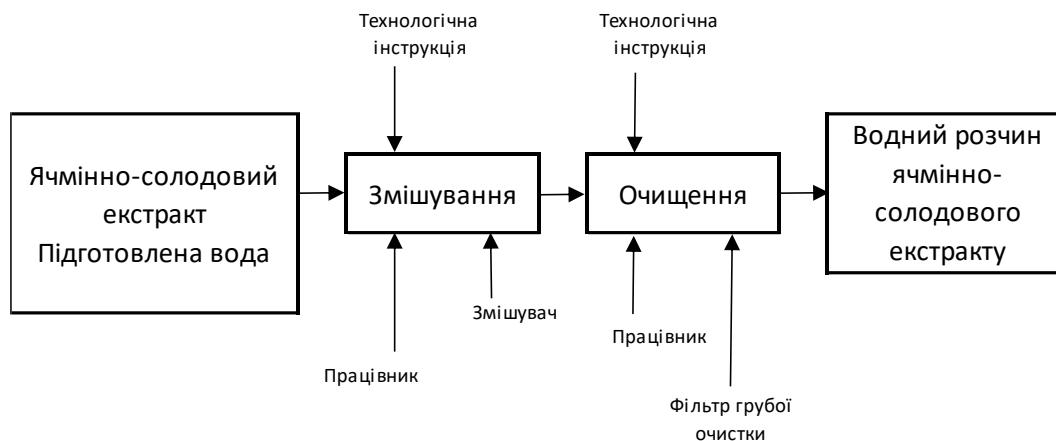 Технологічна
інструкція
Технологічна
інструкція
Ячмінно-солодовий
екстракт
Підготовлена вода
Змішування
Очищення
Водний розчин
ячмінно-
солодового
екстракту
Змішувач
Працівник
Працівник
Фільтр грубої
очистки